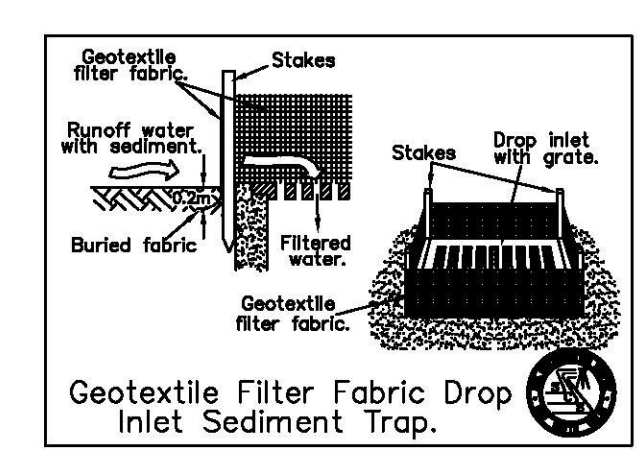 Geotextile
filter fabric.
Stakes
Runoff water
with sediment.
0.2m
Buried fabric
Filtered
water.
Stakes
Drop inlet
with grate.
Geotextile
filter fabric.
Geotextile Filter Fabric Drop
Inlet Sediment Trap.